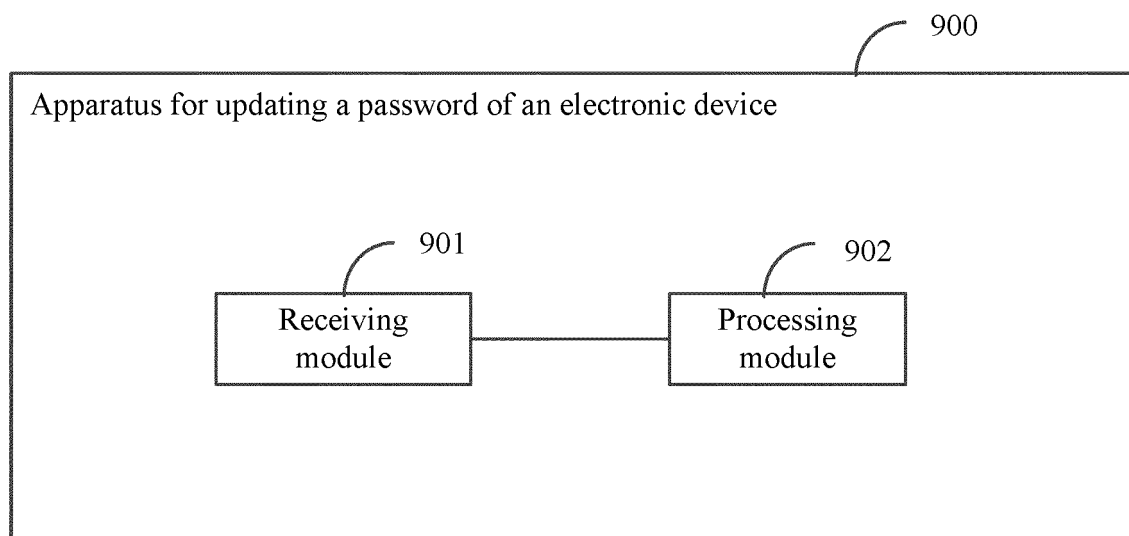 900
Apparatus for updating a password of an electronic device
901
902
Receiving
module
Processing
module